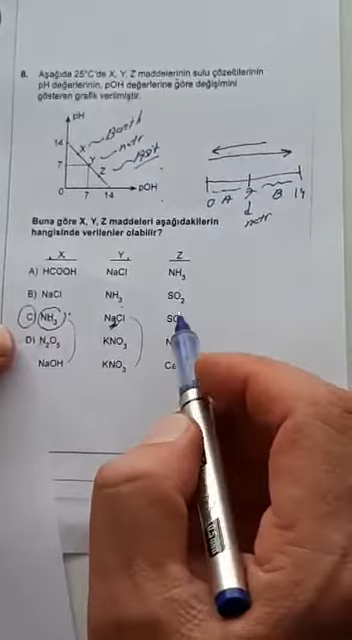 8. Aşağıda 25°C'de X, Y, Z maddelerinin sulu çözeltilerinin
pH değerlerinin, pOH değerlerine göre değişimini
gösteren grafik verilmiştir.
pH
14
X
Bazik
Y
nötr
7
Z
Asit
0 7 14 pOH
0 A 7 B 14
nötr
Buna göre X, Y, Z maddeleri aşağıdakilerin
hangisinde verilenler olabilir?
X Y Z
A) HCOOH NaCl NH3
B) NaCl NH3 SO2
C) NH3 NaCl
D) N2O5 KNO3
NaOH KNO3